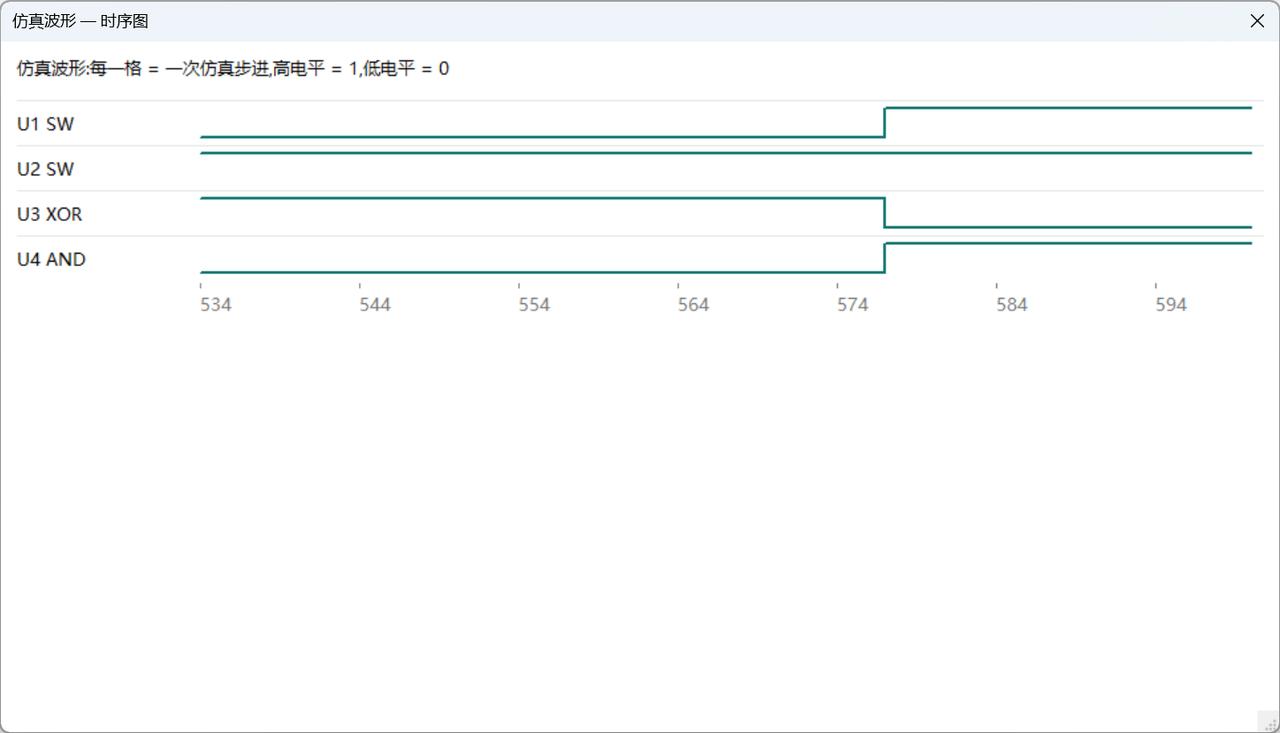 仿真波形 — 时序图
仿真波形:每一格 = 一次仿真步进,高电平 = 1,低电平 = 0
U1 SW
U2 SW
U3 XOR
U4 AND
534 544 554 564 574 584 594